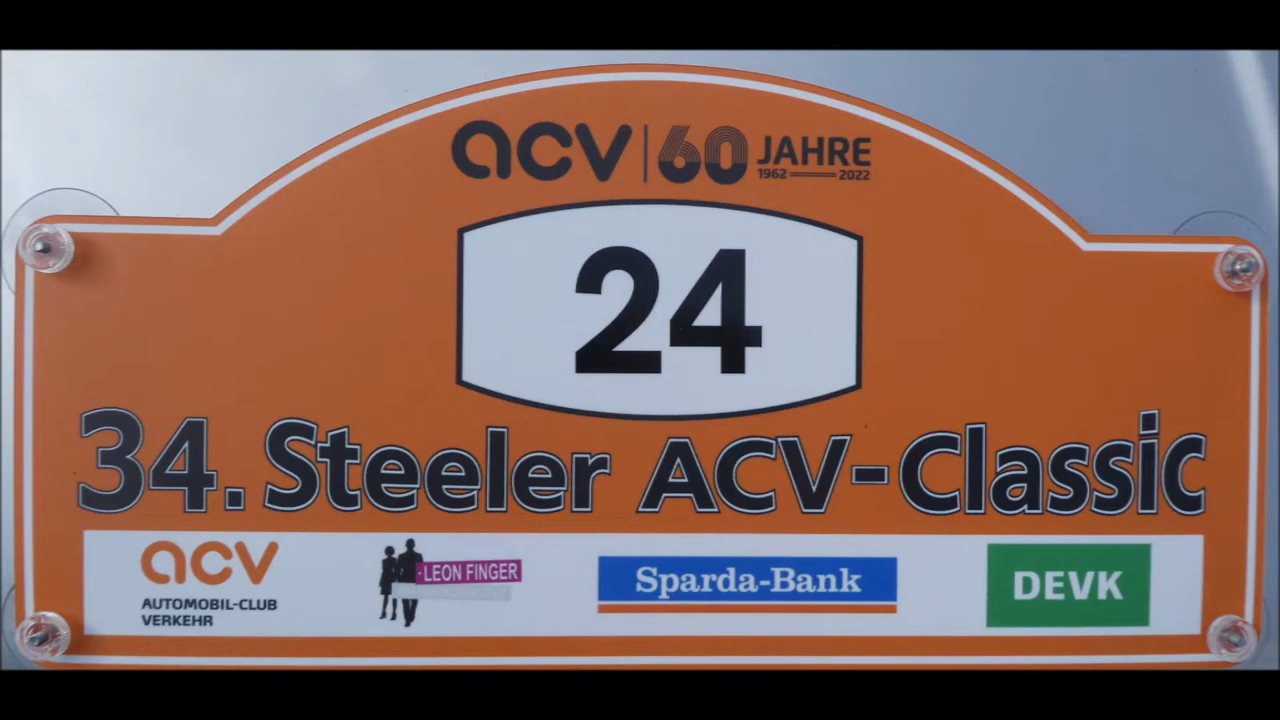 acv | 60 JAHRE
1962 2022
24
34. Steeler ACV-Classic
acv
AUTOMOBIL-CLUB
VERKEHR
LEON FINGER
Sparda-Bank
DEVK